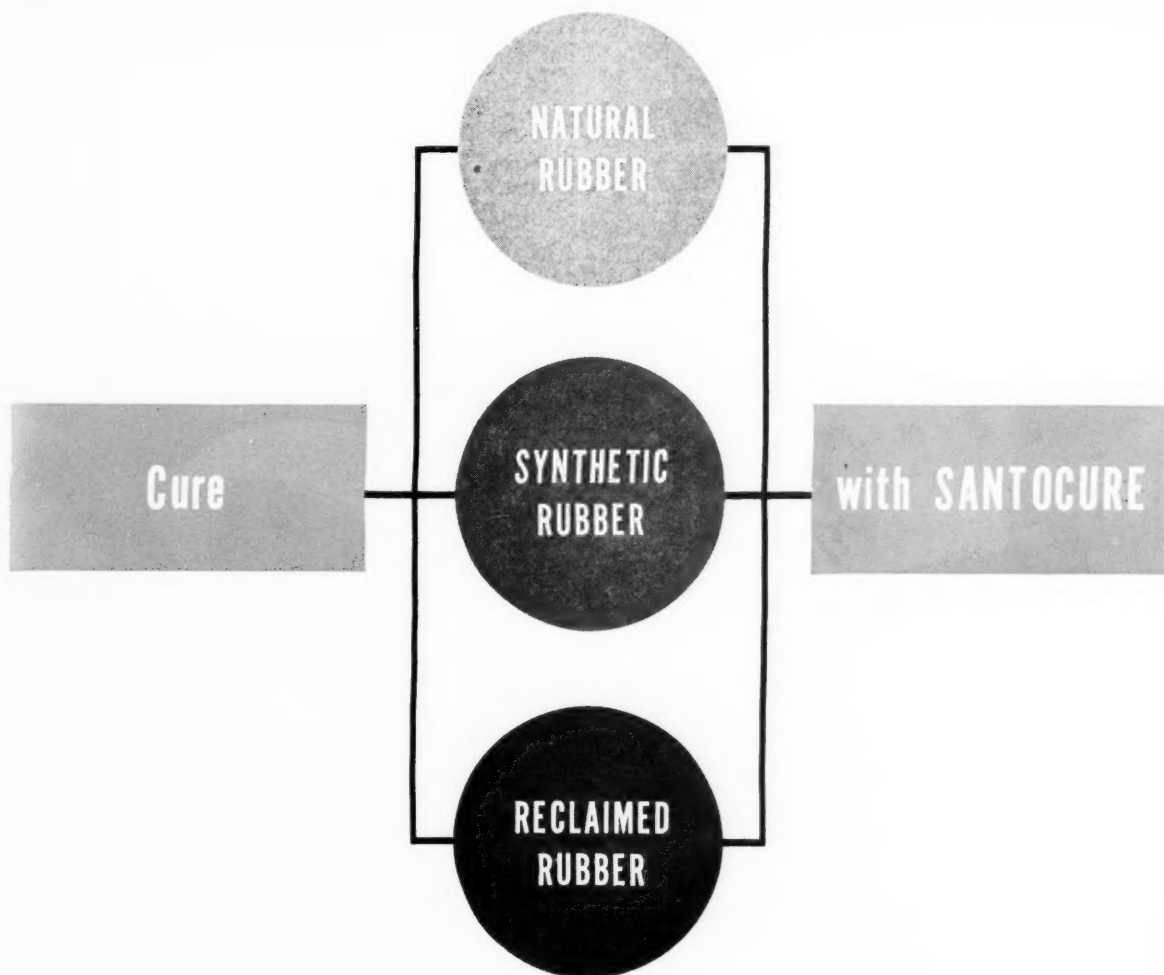 Cure
NATURAL
RUBBER
SYNTHETIC
RUBBER
RECLAIMED
RUBBER
with SANTOCURE